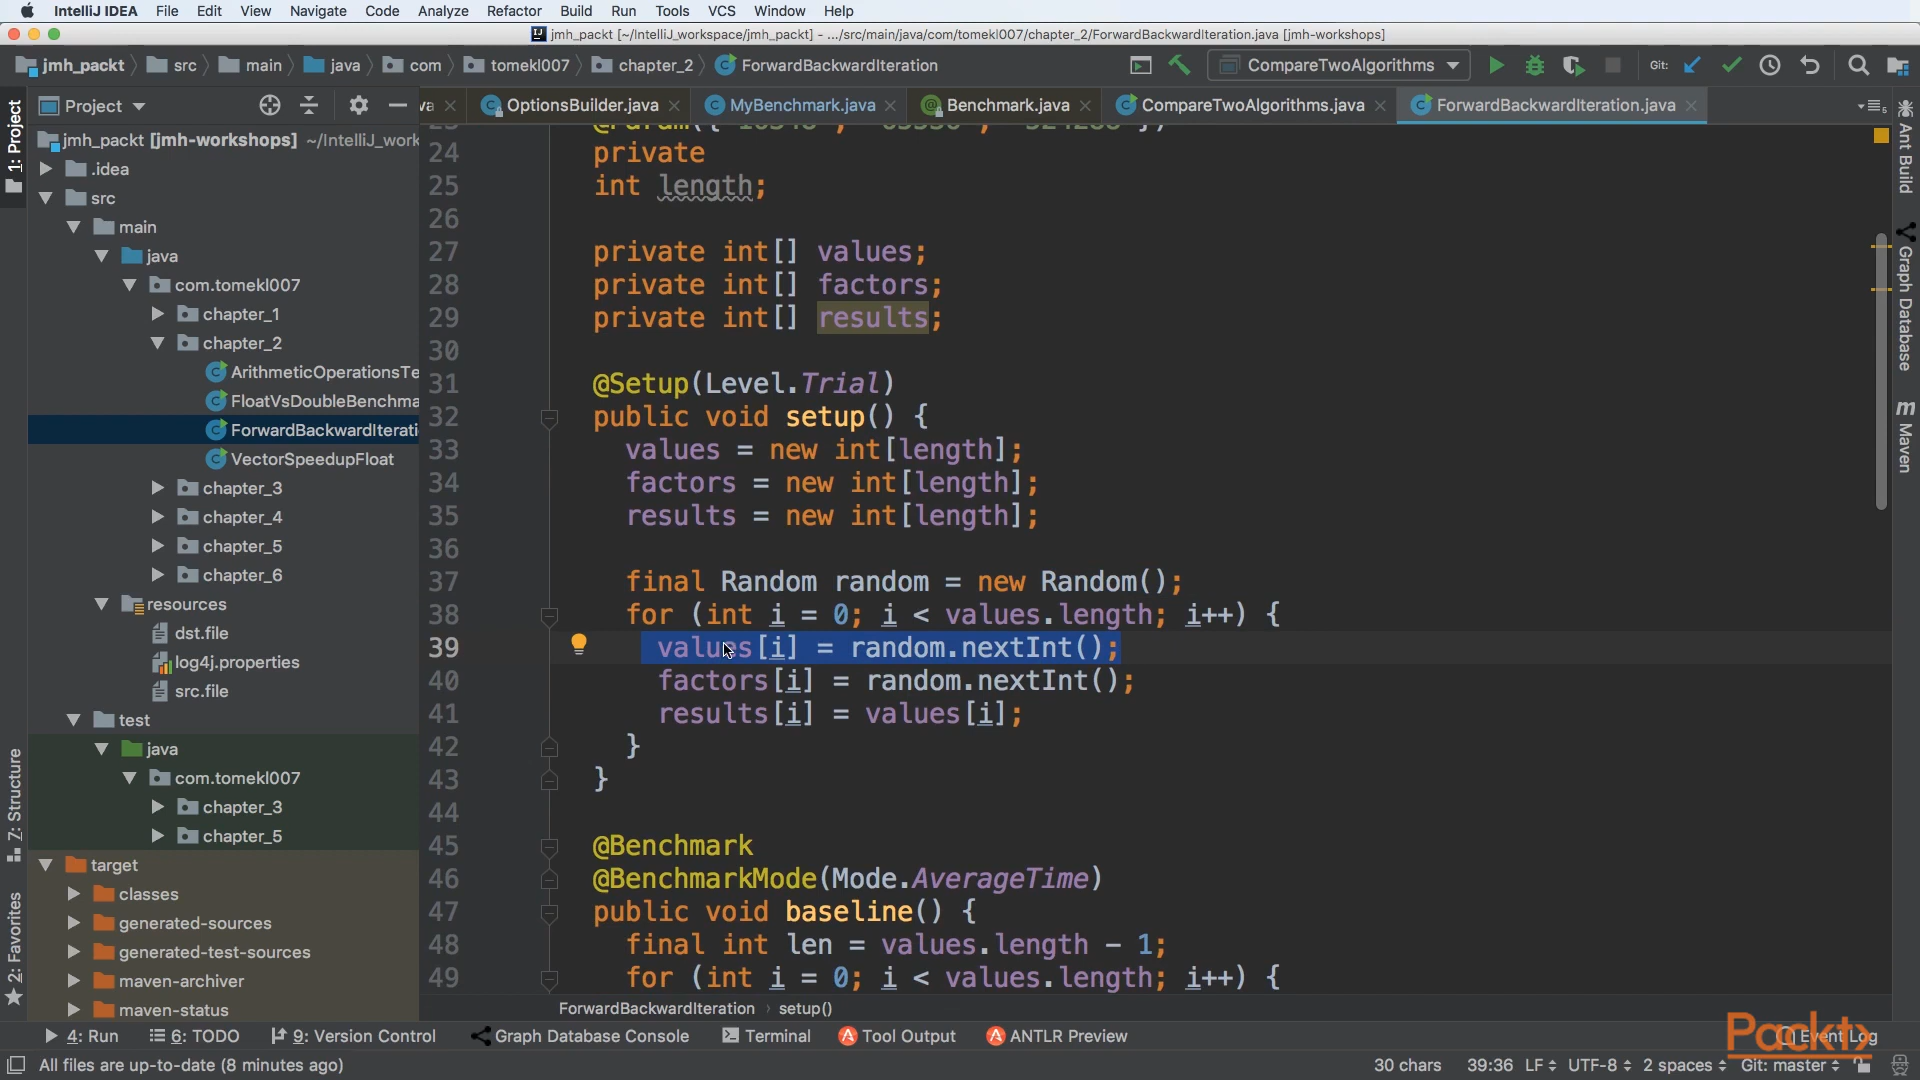 IntelliJ IDEA File Edit View Navigate Code Analyze Refactor Build Run Tools VCS Window Help
jmh_packt [~/IntelliJ_workspace/jmh_packt] - .../src/main/java/com/tomekl007/chapter_2/ForwardBackwardIteration.java [jmh-workshops]
jmh_packt src main java com tomekl007 chapter_2 ForwardBackwardIteration CompareTwoAlgorithms Git:
Project va OptionsBuilder.java MyBenchmark.java Benchmark.java CompareTwoAlgorithms.java ForwardBackwardIteration.java
1: Project
7: Structure
2: Favorites
jmh_packt [jmh-workshops] ~/IntelliJ_work
.idea
src
main
java
com.tomekl007
chapter_1
chapter_2
ArithmeticOperationsTe
FloatVsDoubleBenchma
ForwardBackwardIterati
VectorSpeedupFloat
chapter_3
chapter_4
chapter_5
chapter_6
resources
dst.file
log4j.properties
src.file
test
java
com.tomekl007
chapter_3
chapter_5
target
classes
generated-sources
generated-test-sources
maven-archiver
maven-status
24 private
25 int length;
26
27 private int[] values;
28 private int[] factors;
29 private int[] results;
30
31 @Setup(Level.Trial)
32 public void setup() {
33 values = new int[length];
34 factors = new int[length];
35 results = new int[length];
36
37 final Random random = new Random();
38 for (int i = 0; i < values.length; i++) {
39 values[i] = random.nextInt();
40 factors[i] = random.nextInt();
41 results[i] = values[i];
42 }
43 }
44
45 @Benchmark
46 @BenchmarkMode(Mode.AverageTime)
47 public void baseline() {
48 final int len = values.length - 1;
49 for (int i = 0; i < values.length; i++) {
Ant Build
Graph Database
Maven
ForwardBackwardIteration setup()
4: Run 6: TODO 9: Version Control Graph Database Console Terminal Tool Output ANTLR Preview Event Log
Packt
All files are up-to-date (8 minutes ago) 30 chars 39:36 LF UTF-8 2 spaces Git: master